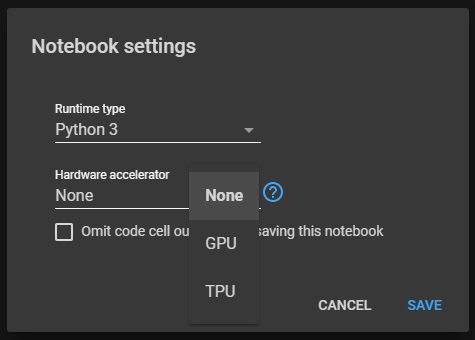 Notebook settings
Runtime type
Python 3
Hardware accelerator
None
None
?
Omit code cell ou saving this notebook
GPU
TPU
CANCEL SAVE